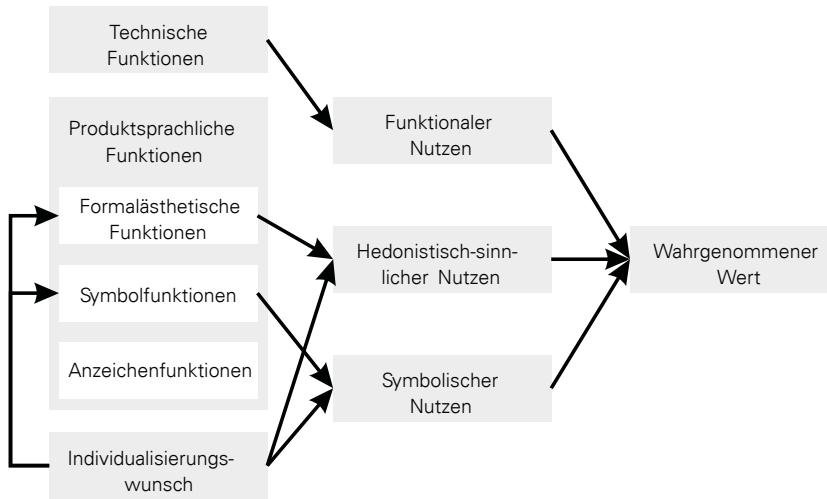 Technische
Funktionen
Produktsprachliche
Funktionen
Formalästhetische
Funktionen
Symbolfunktionen
Anzeichenfunktionen
Individualisierungs-
wunsch
Funktionaler
Nutzen
Hedonistisch-sinn-
licher Nutzen
Symbolischer
Nutzen
Wahrgenommener
Wert